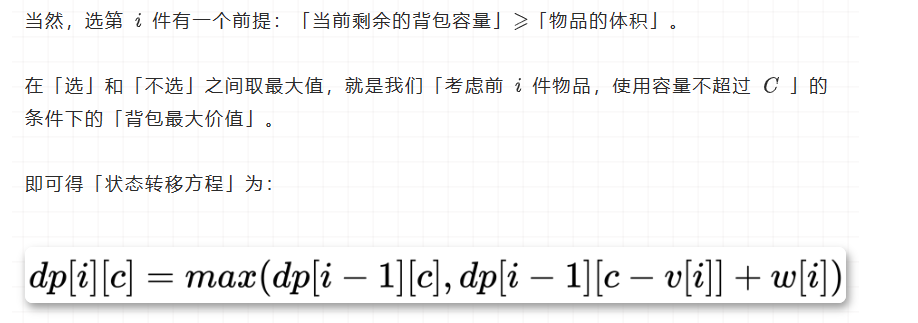 当然，选第 i 件有一个前提：「当前剩余的背包容量」⩾「物品的体积」。
在「选」和「不选」之间取最大值，就是我们「考虑前 i 件物品，使用容量不超过 C 」的
条件下的「背包最大价值」。
即可得「状态转移方程」为：
dp[i][c] = max(dp[i − 1][c], dp[i − 1][c − v[i]] + w[i])